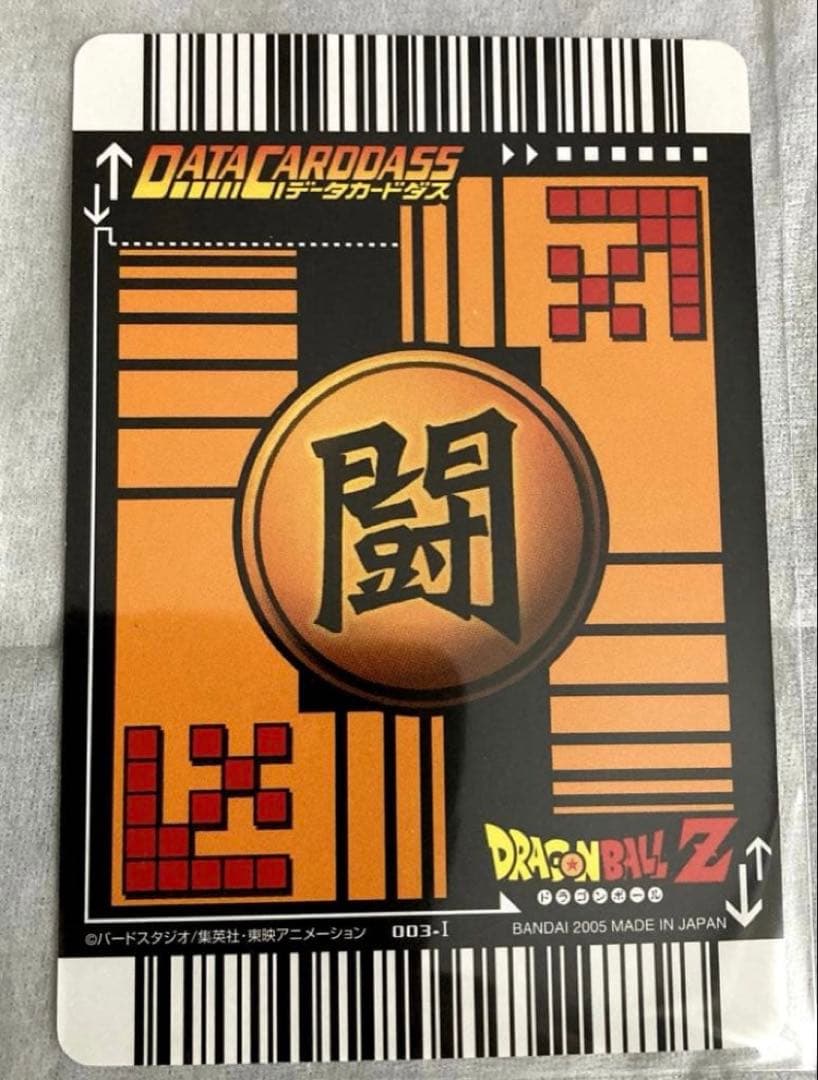 DATA CARDDASS
データカードダス
闘
DRAGON BALL Z
ドラゴンボール
©バードスタジオ/集英社・東映アニメーション 003-I BANDAI 2005 MADE IN JAPAN